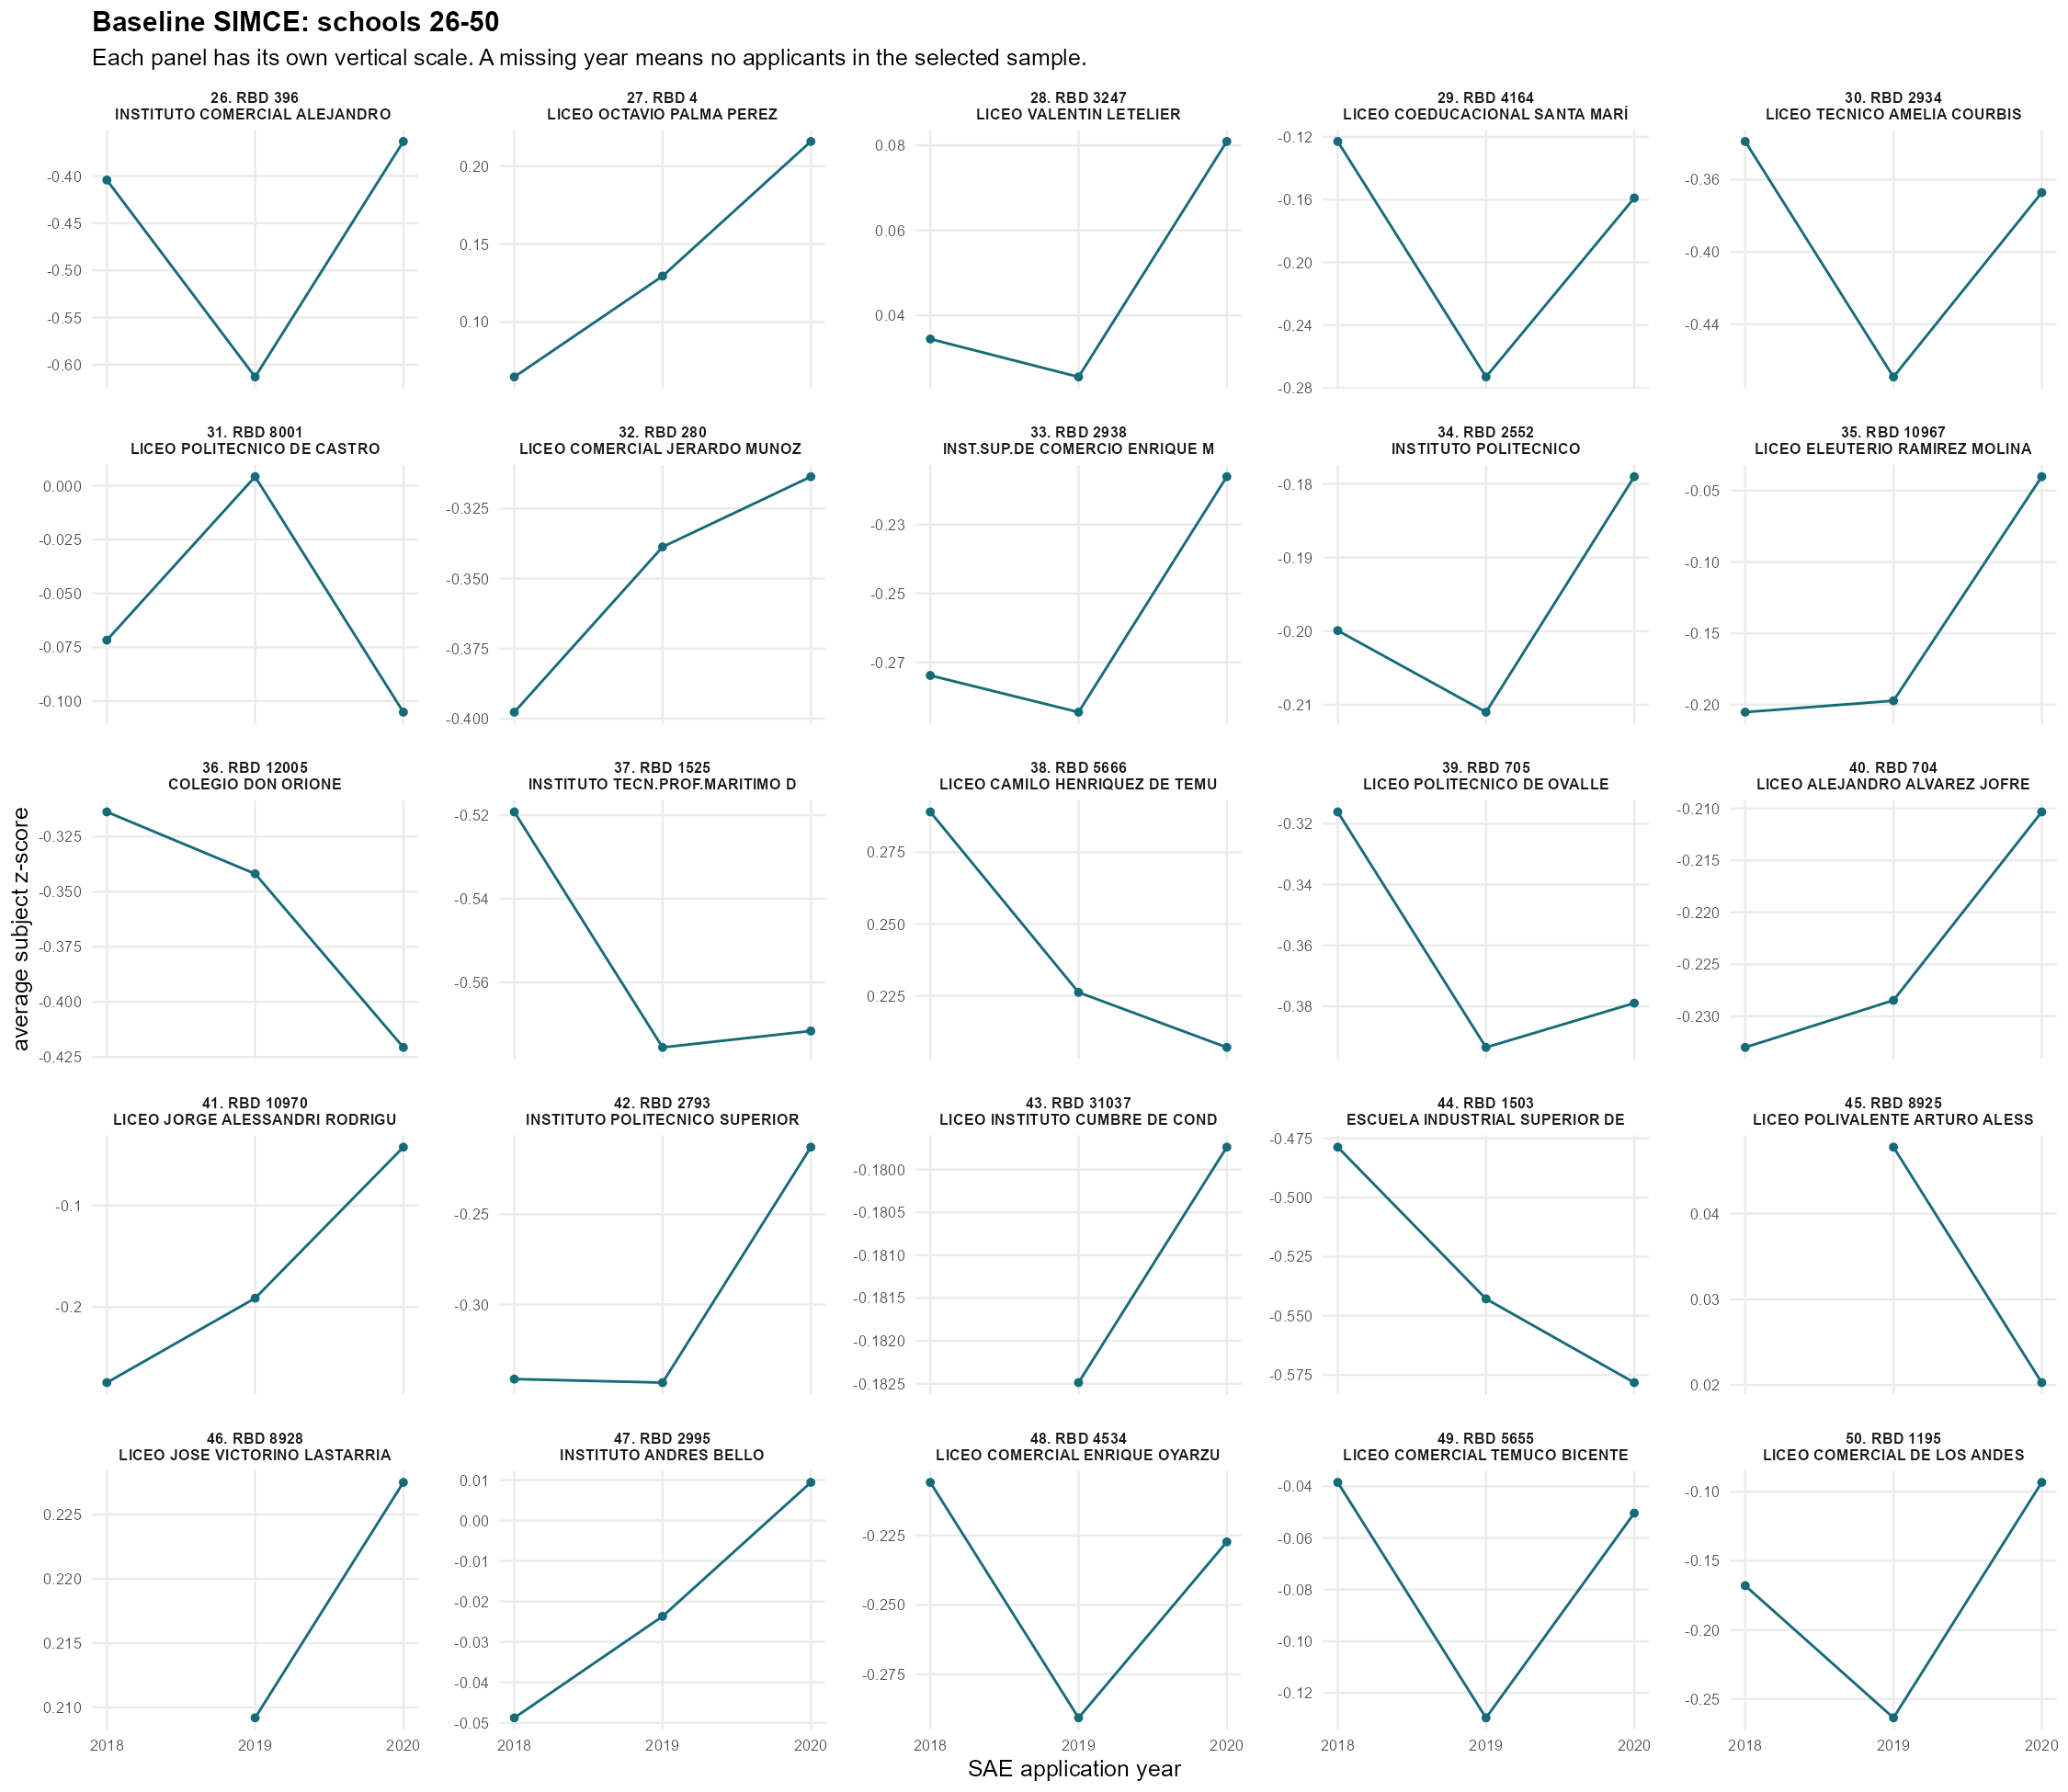 Baseline SIMCE: schools 26-50
Each panel has its own vertical scale. A missing year means no applicants in the selected sample.
26. RBD 396
INSTITUTO COMERCIAL ALEJANDRO
-0.40
-0.45
-0.50
-0.55
-0.60
27. RBD 4
LICEO OCTAVIO PALMA PEREZ
0.20
0.15
0.10
28. RBD 3247
LICEO VALENTIN LETELIER
0.08
0.06
0.04
29. RBD 4164
LICEO COEDUCACIONAL SANTA MARÍ
-0.12
-0.16
-0.20
-0.24
-0.28
30. RBD 2934
LICEO TECNICO AMELIA COURBIS
-0.36
-0.40
-0.44
31. RBD 8001
LICEO POLITECNICO DE CASTRO
0.000
-0.025
-0.050
-0.075
-0.100
32. RBD 280
LICEO COMERCIAL JERARDO MUNOZ
-0.325
-0.350
-0.375
-0.400
33. RBD 2938
INST.SUP.DE COMERCIO ENRIQUE M
-0.23
-0.25
-0.27
34. RBD 2552
INSTITUTO POLITECNICO
-0.18
-0.19
-0.20
-0.21
35. RBD 10967
LICEO ELEUTERIO RAMIREZ MOLINA
-0.05
-0.10
-0.15
-0.20
36. RBD 12005
COLEGIO DON ORIONE
-0.325
-0.350
-0.375
-0.400
-0.425
37. RBD 1525
INSTITUTO TECN.PROF.MARITIMO D
-0.52
-0.54
-0.56
38. RBD 5666
LICEO CAMILO HENRIQUEZ DE TEMU
0.275
0.250
0.225
39. RBD 705
LICEO POLITECNICO DE OVALLE
-0.32
-0.34
-0.36
-0.38
40. RBD 704
LICEO ALEJANDRO ALVAREZ JOFRE
-0.210
-0.215
-0.220
-0.225
-0.230
41. RBD 10970
LICEO JORGE ALESSANDRI RODRIGU
-0.1
-0.2
42. RBD 2793
INSTITUTO POLITECNICO SUPERIOR
-0.25
-0.30
43. RBD 31037
LICEO INSTITUTO CUMBRE DE COND
-0.1800
-0.1805
-0.1810
-0.1815
-0.1820
-0.1825
44. RBD 1503
ESCUELA INDUSTRIAL SUPERIOR DE
-0.475
-0.500
-0.525
-0.550
-0.575
45. RBD 8925
LICEO POLIVALENTE ARTURO ALESS
0.04
0.03
0.02
46. RBD 8928
LICEO JOSE VICTORINO LASTARRIA
0.225
0.220
0.215
0.210
47. RBD 2995
INSTITUTO ANDRES BELLO
0.01
0.00
-0.01
-0.02
-0.03
-0.04
-0.05
48. RBD 4534
LICEO COMERCIAL ENRIQUE OYARZU
-0.225
-0.250
-0.275
49. RBD 5655
LICEO COMERCIAL TEMUCO BICENTE
-0.04
-0.06
-0.08
-0.10
-0.12
50. RBD 1195
LICEO COMERCIAL DE LOS ANDES
-0.10
-0.15
-0.20
-0.25
2018 2019 2020
2018 2019 2020
2018 2019 2020
2018 2019 2020
2018 2019 2020
SAE application year
average subject z-score